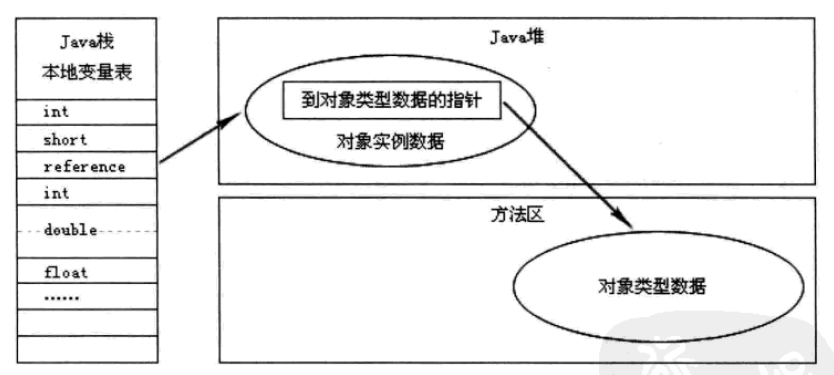 Java栈
本地变量表
int
short
reference
int
double
float
……
Java堆
到对象类型数据的指针
对象实例数据
方法区
对象类型数据